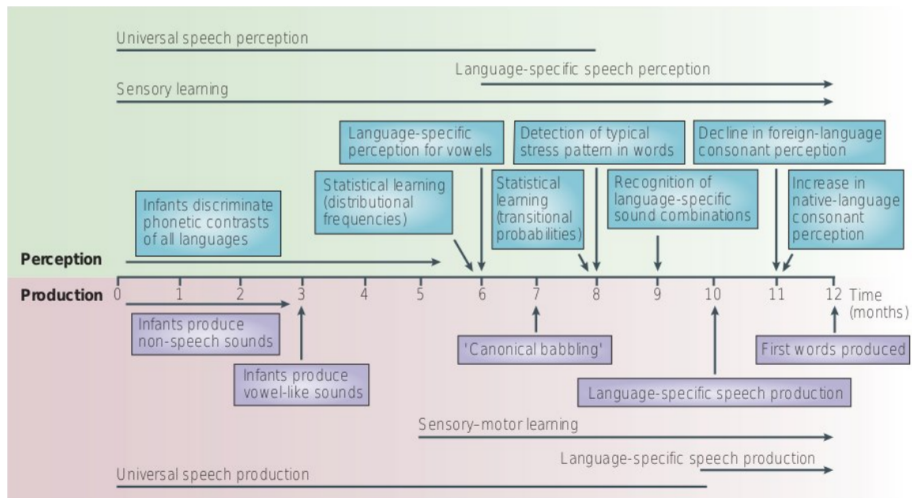 Universal speech perception
Language-specific speech perception
Sensory learning
Language-specific
perception for vowels
Detection of typical
stress pattern in words
Decline in foreign-language
consonant perception
Statistical learning
(distributional
frequencies)
Statistical
learning
(transitional
probabilities)
Recognition of
language-specific
sound combinations
Increase in
native-language
consonant
perception
Infants discriminate
phonetic contrasts
of all languages
Perception
Production
0 1 2 3 4 5 6 7 8 9 10 11 12 Time
(months)
Infants produce
non-speech sounds
'Canonical babbling'
First words produced
Infants produce
vowel-like sounds
Language-specific speech production
Sensory–motor learning
Language-specific speech production
Universal speech production